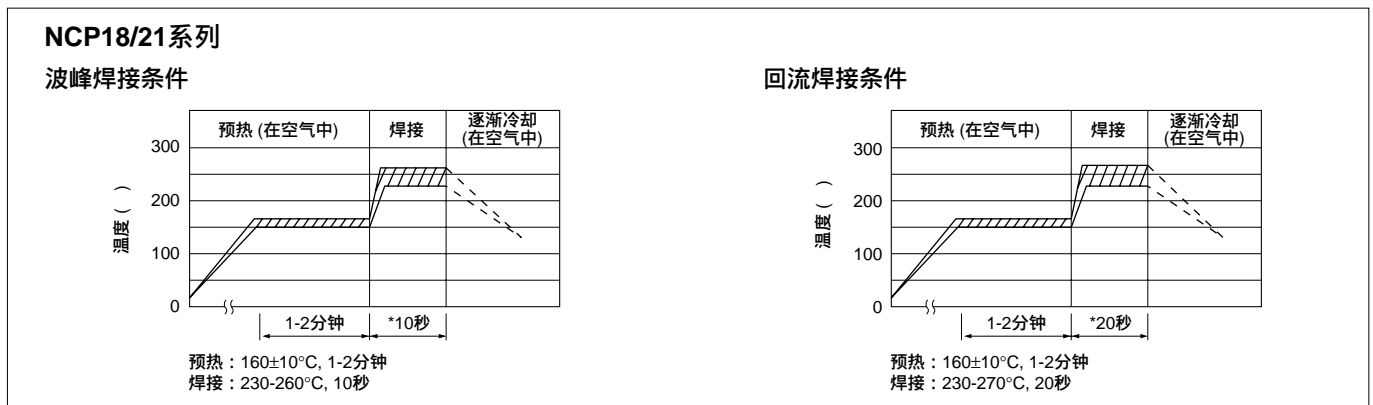 NCP18/21系列
波峰焊接条件
预热 (在空气中)
焊接
逐渐冷却
(在空气中)
300
200
100
0
温度 ( )
1-2分钟
*10秒
预热：160±10°C, 1-2分钟
焊接：230-260°C, 10秒
回流焊接条件
预热 (在空气中)
焊接
逐渐冷却
(在空气中)
300
200
100
0
温度 ( )
1-2分钟
*20秒
预热：160±10°C, 1-2分钟
焊接：230-270°C, 20秒